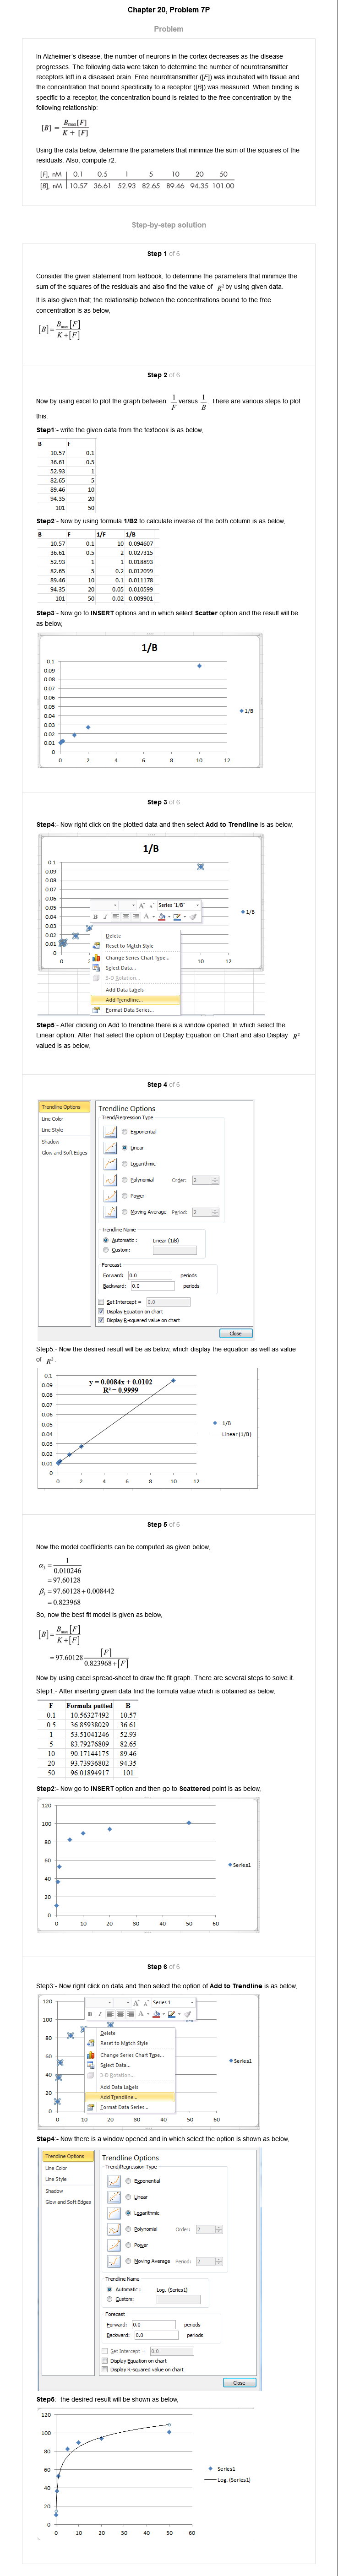 Chapter 20, Problem 7P
Problem
In Alzheimer's disease, the number of neurons in the cortex decreases as the disease
progresses. The following data were taken to determine the number of neurotransmitter
receptors left in a diseased brain. Free neurotransmitter ([F]) was incubated with tissue and
the concentration that bound specifically to a receptor ([B]) was measured. When binding is
specific to a receptor, the concentration bound is related to the free concentration by the
following relationship:
[B] = Bmax[F] / K + [F]
Using the data below, determine the parameters that minimize the sum of the squares of the
residuals. Also, compute r2.
[F], nM 0.1 0.5 1 5 10 20 50
[B], nM 10.57 36.61 52.93 82.65 89.46 94.35 101.00
Step-by-step solution
Step 1 of 6
Consider the given statement from textbook, to determine the parameters that minimize the
sum of the squares of the residuals and also find the value of R² by using given data.
It is also given that, the relationship between the concentrations bound to the free
concentration is as below,
[B] = Bmax [F] / K + [F]
Step 2 of 6
Now by using excel to plot the graph between 1/F versus 1/B. There are various steps to plot
this.
Step1:- write the given data from the textbook is as below,
B F
10.57 0.1
36.61 0.5
52.93 1
82.65 5
89.46 10
94.35 20
101 50
Step2:- Now by using formula 1/B2 to calculate inverse of the both column is as below,
B F 1/F 1/B
10.57 0.1 10 0.094607
36.61 0.5 2 0.027315
52.93 1 1 0.018893
82.65 5 0.2 0.012099
89.46 10 0.1 0.011178
94.35 20 0.05 0.010599
101 50 0.02 0.009901
Step3:- Now go to INSERT options and in which select Scatter option and the result will be
as below,
1/B
0.1
0.09
0.08
0.07
0.06
0.05
0.04
0.03
0.02
0.01
0
0 2 4 6 8 10 12
1/B
Step 3 of 6
Step4:- Now right click on the plotted data and then select Add to Trendline is as below,
1/B
0.1
0.09
0.08
0.07
0.06
0.05
0.04
0.03
0.02
0.01
0
Series "1/B"
Delete
Reset to Match Style
Change Series Chart Type...
Select Data...
3-D Rotation...
Add Data Labels
Add Trendline...
Format Data Series...
0 10 12
1/B
Step5:- After clicking on Add to trendline there is a window opened. In which select the
Linear option. After that select the option of Display Equation on Chart and also Display R²
valued is as below,
Step 4 of 6
Trendline Options
Line Color
Line Style
Shadow
Glow and Soft Edges
Trendline Options
Trend/Regression Type
Exponential
Linear
Logarithmic
Polynomial Order: 2
Power
Moving Average Period: 2
Trendline Name
Automatic : Linear (1/B)
Custom:
Forecast
Forward: 0.0 periods
Backward: 0.0 periods
Set Intercept = 0.0
Display Equation on chart
Display R-squared value on chart
Close
Step5:- Now the desired result will be as below, which display the equation as well as value
of R².
0.1
0.09
0.08
0.07
0.06
0.05
0.04
0.03
0.02
0.01
0
y = 0.0084x + 0.0102
R² = 0.9999
0 2 4 6 8 10 12
1/B
Linear (1/B)
Step 5 of 6
Now the model coefficients can be computed as given below,
α₃ = 1 / 0.010246
= 97.60128
β₃ = 97.60128 × 0.008442
= 0.823968
So, now the best fit model is given as below,
[B] = Bmax [F] / K + [F]
= 97.60128 [F] / 0.823968 + [F]
Now by using excel spread-sheet to draw the fit graph. There are several steps to solve it.
Step1:- After inserting given data find the formula value which is obtained as below,
F Formula putted B
0.1 10.56327492 10.57
0.5 36.85938029 36.61
1 53.51041246 52.93
5 83.79276809 82.65
10 90.17144175 89.46
20 93.73936802 94.35
50 96.01894917 101
Step2:- Now go to INSERT option and then go to Scattered point is as below,
120
100
80
60
40
20
0
0 10 20 30 40 50 60
Series1
Step 6 of 6
Step3:- Now right click on data and then select the option of Add to Trendline is as below,
120
100
80
60
40
20
0
Series 1
Delete
Reset to Match Style
Change Series Chart Type...
Select Data...
3-D Rotation...
Add Data Labels
Add Trendline...
Format Data Series...
0 10 20 30 40 50 60
Series1
Step4:- Now there is a window opened and in which select the option is shown as below,
Trendline Options
Line Color
Line Style
Shadow
Glow and Soft Edges
Trendline Options
Trend/Regression Type
Exponential
Linear
Logarithmic
Polynomial Order: 2
Power
Moving Average Period: 2
Trendline Name
Automatic : Log. (Series1)
Custom:
Forecast
Forward: 0.0 periods
Backward: 0.0 periods
Set Intercept = 0.0
Display Equation on chart
Display R-squared value on chart
Close
Step5:- the desired result will be shown as below,
120
100
80
60
40
20
0
0 10 20 30 40 50 60
Series1
Log. (Series1)